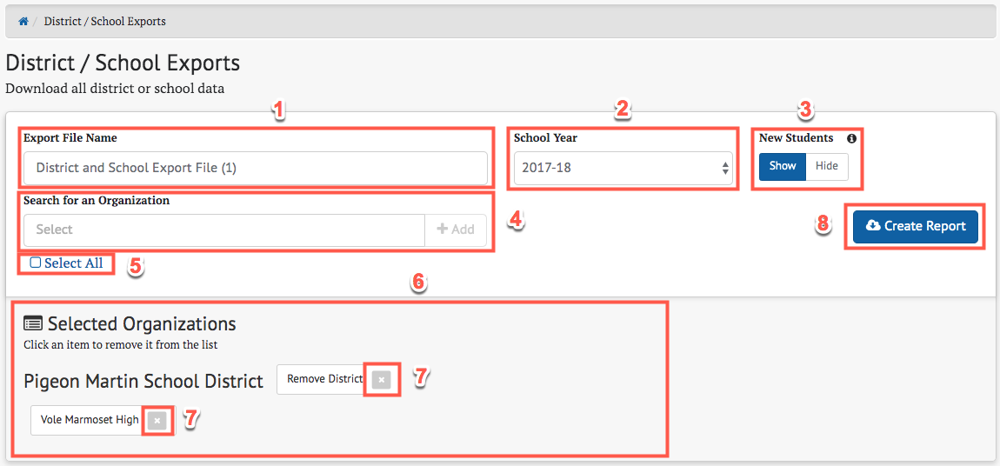 / District / School Exports
District / School Exports
Download all district or school data
1 2 3
Export File Name School Year New Students
District and School Export File (1) 2017-18 Show Hide
Search for an Organization
Select + Add 4 8 Create Report
Select All 5
6
Selected Organizations
Click an item to remove it from the list
Pigeon Martin School District Remove District × 7
Vole Marmoset High × 7